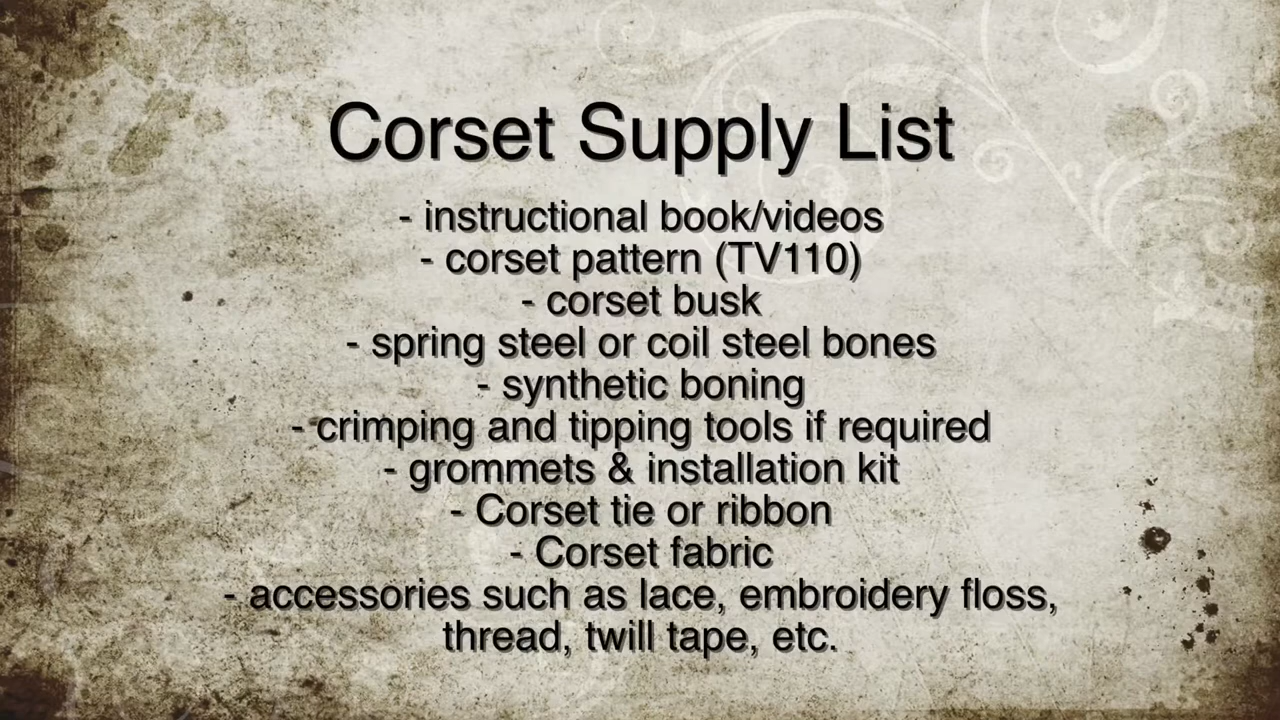 Corset Supply List
- instructional book/videos
- corset pattern (TV110)
- corset busk
- spring steel or coil steel bones
- synthetic boning
- crimping and tipping tools if required
- grommets & installation kit
- Corset tie or ribbon
- Corset fabric
- accessories such as lace, embroidery floss,
thread, twill tape, etc.